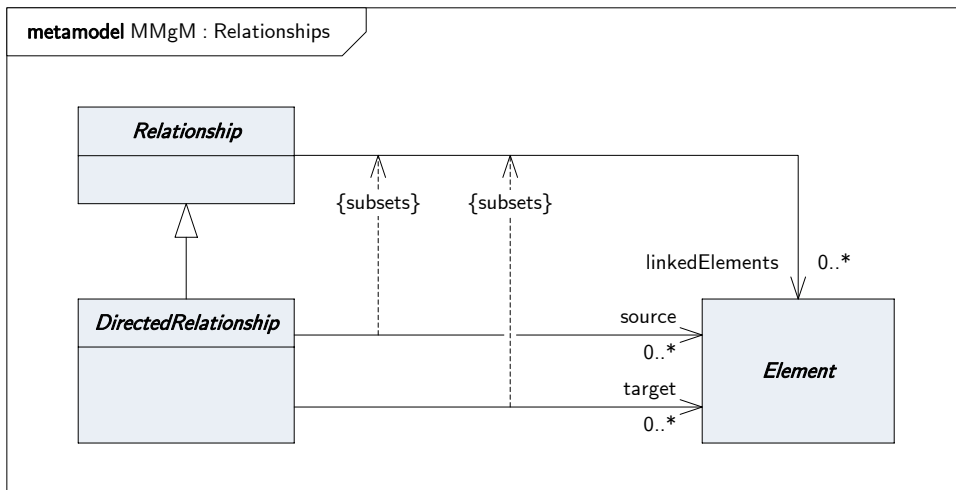 metamodel MMgM : Relationships
Relationship
{subsets} {subsets}
linkedElements 0..*
DirectedRelationship
source
0..*
Element
target
0..*